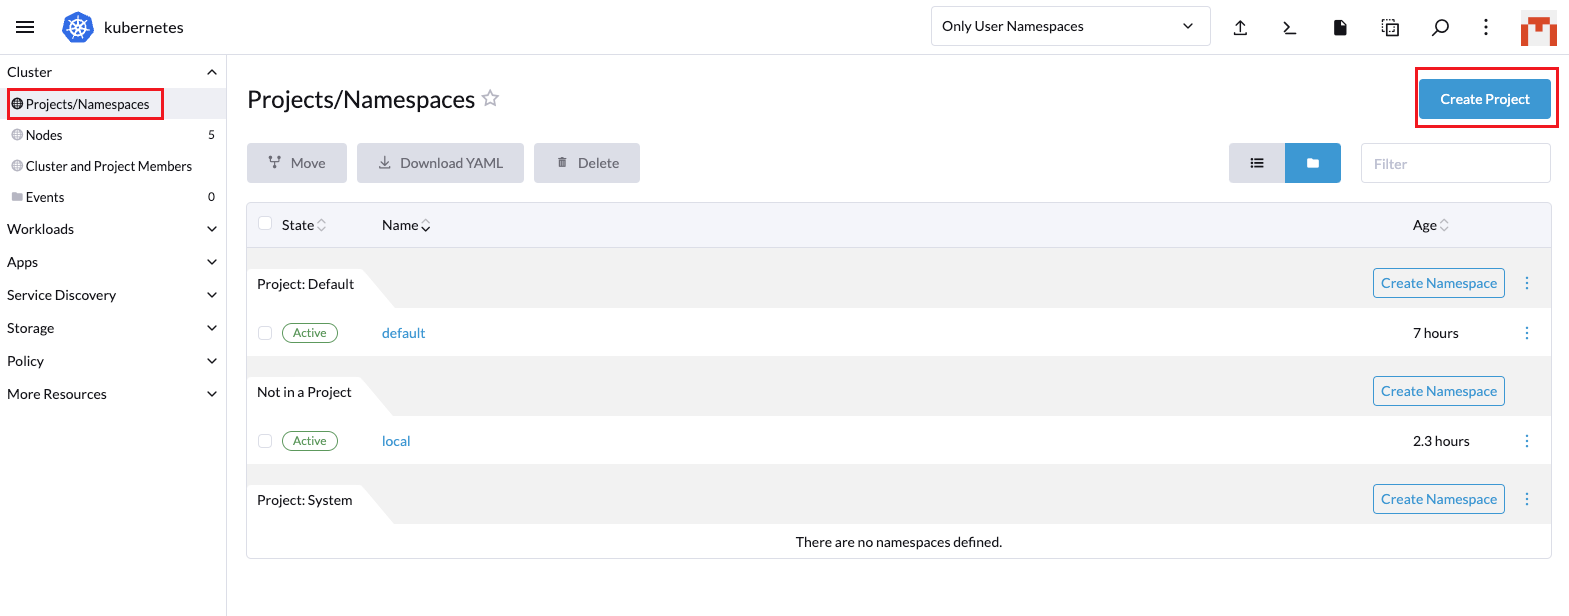 kubernetes
Only User Namespaces
Cluster
Projects/Namespaces
Nodes 5
Cluster and Project Members
Events 0
Workloads
Apps
Service Discovery
Storage
Policy
More Resources
Projects/Namespaces
Create Project
Move Download YAML Delete
Filter
State Name Age
Project: Default Create Namespace
Active default 7 hours
Not in a Project Create Namespace
Active local 2.3 hours
Project: System Create Namespace
There are no namespaces defined.